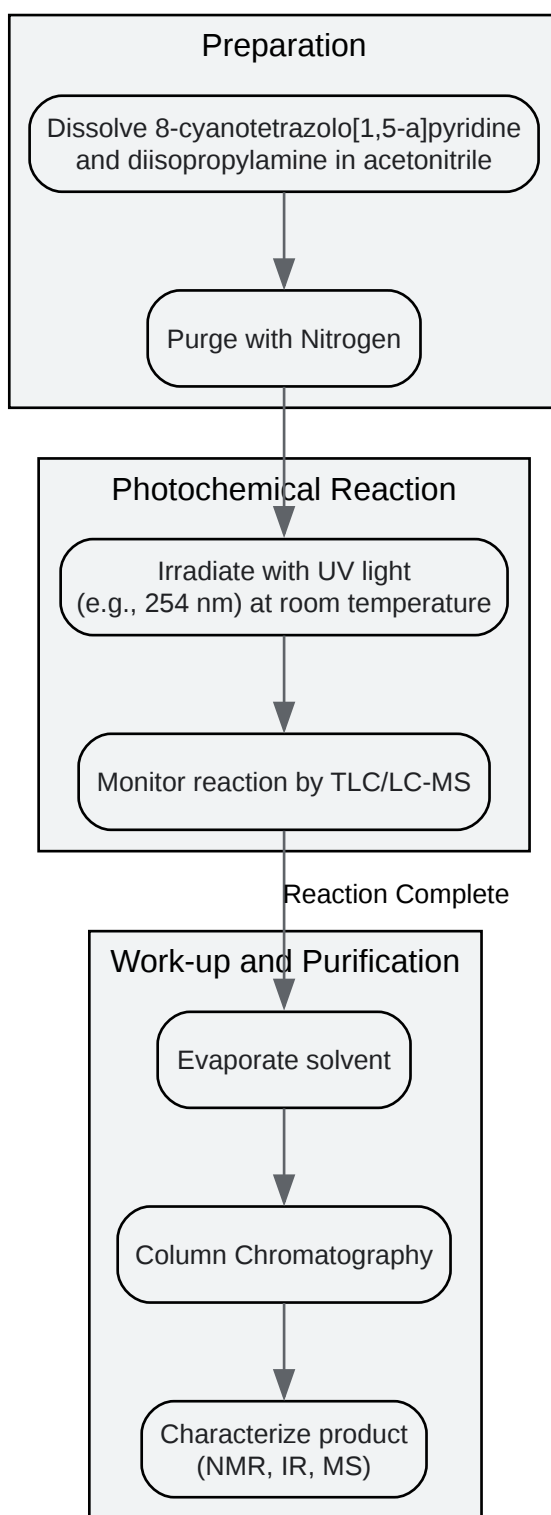 Preparation
Dissolve 8-cyanotetrazolo[1,5-a]pyridine
and diisopropylamine in acetonitrile
Purge with Nitrogen
Photochemical Reaction
Irradiate with UV light
(e.g., 254 nm) at room temperature
Monitor reaction by TLC/LC-MS
Reaction Complete
Work-up and Purification
Evaporate solvent
Column Chromatography
Characterize product
(NMR, IR, MS)